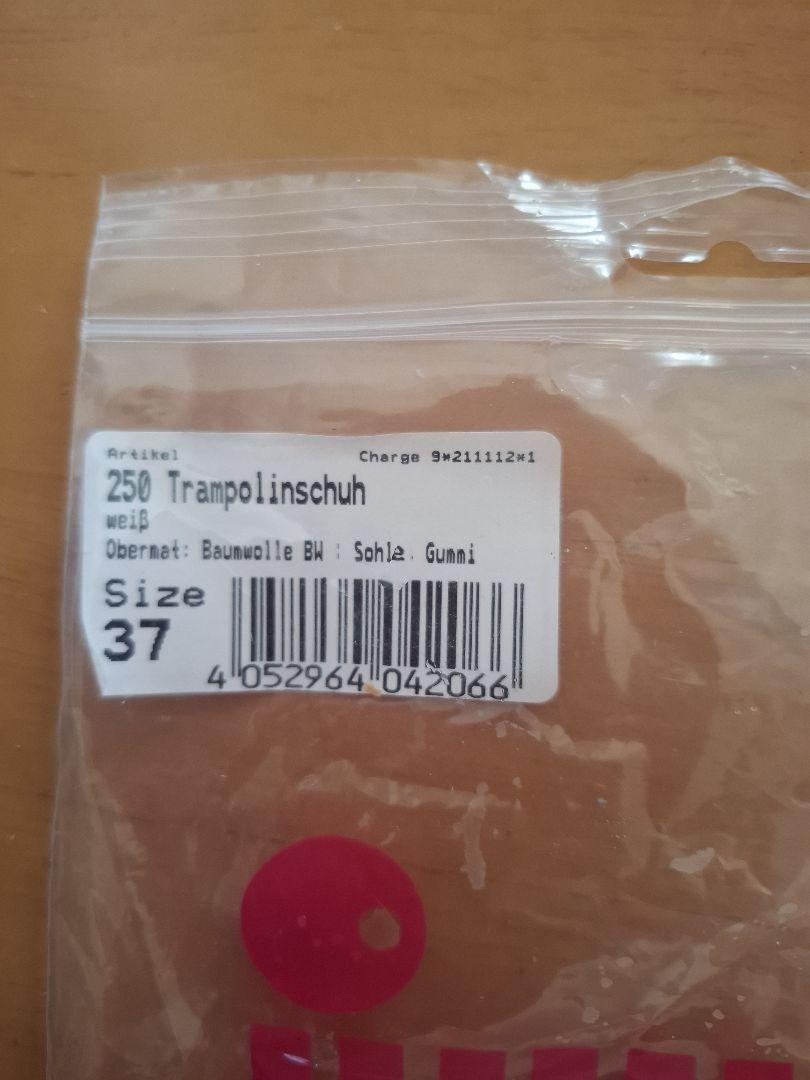 Artikel Charge 9*211112*1
250 Trampolinschuh
weiß
Obermat: Baumwolle BW : Sohle. Gummi
Size
37
4 052964 042066